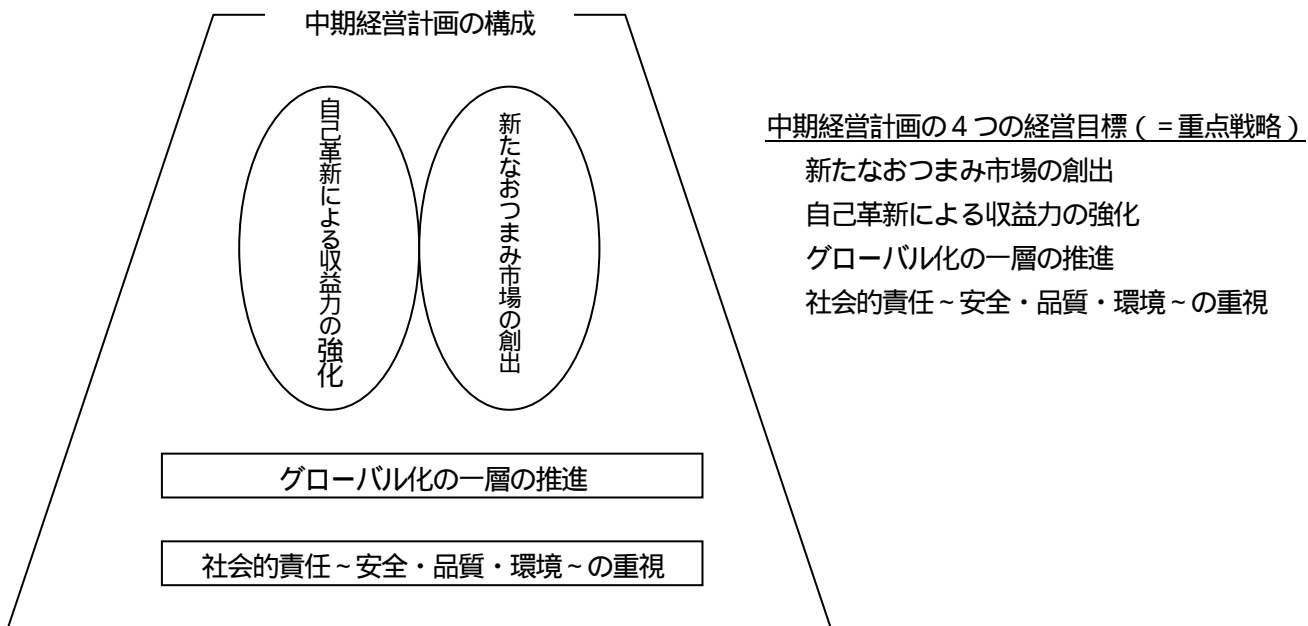 中期経営計画の構成
自己革新による収益力の強化
新たなおつまみ市場の創出
グローバル化の一層の推進
社会的責任~安全・品質・環境~の重視
中期経営計画の4つの経営目標(=重点戦略)
新たなおつまみ市場の創出
自己革新による収益力の強化
グローバル化の一層の推進
社会的責任~安全・品質・環境~の重視